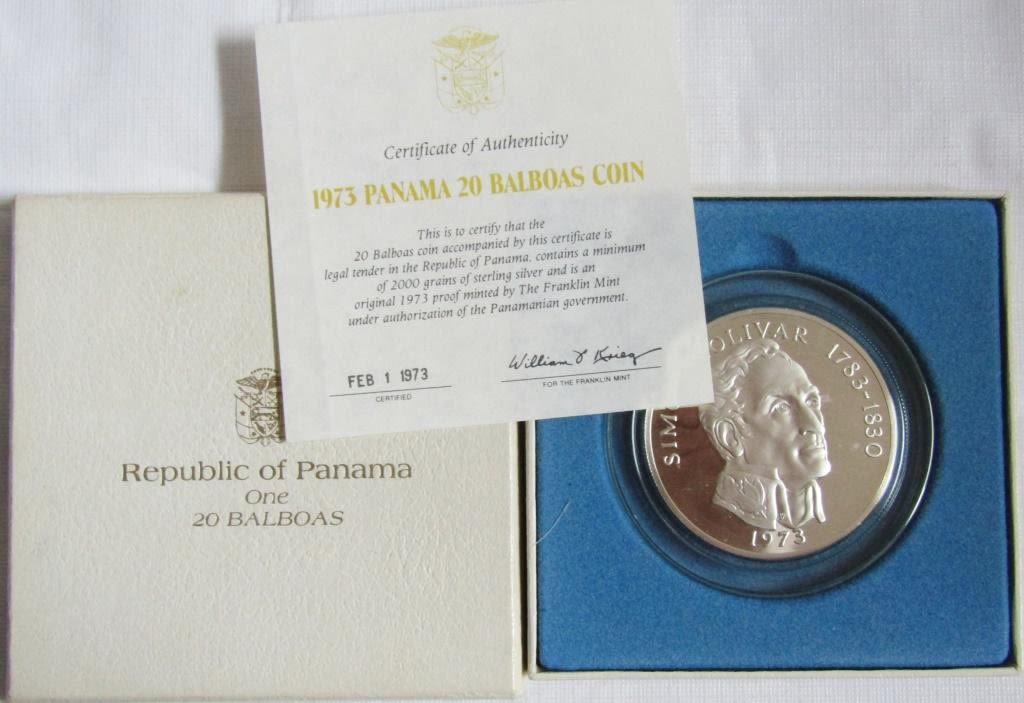 Certificate of Authenticity
1973 PANAMA 20 BALBOAS COIN
This is to certify that the
20 Balboas coin accompanied by this certificate is
legal tender in the Republic of Panama, contains a minimum
of 2000 grains of sterling silver and is an
original 1973 proof minted by The Franklin Mint
under authorization of the Panamanian government.
FEB 1 1973
CERTIFIED
William F Krieg
FOR THE FRANKLIN MINT
Republic of Panama
One
20 BALBOAS
SIM OLIVAR 1783-1830
1973